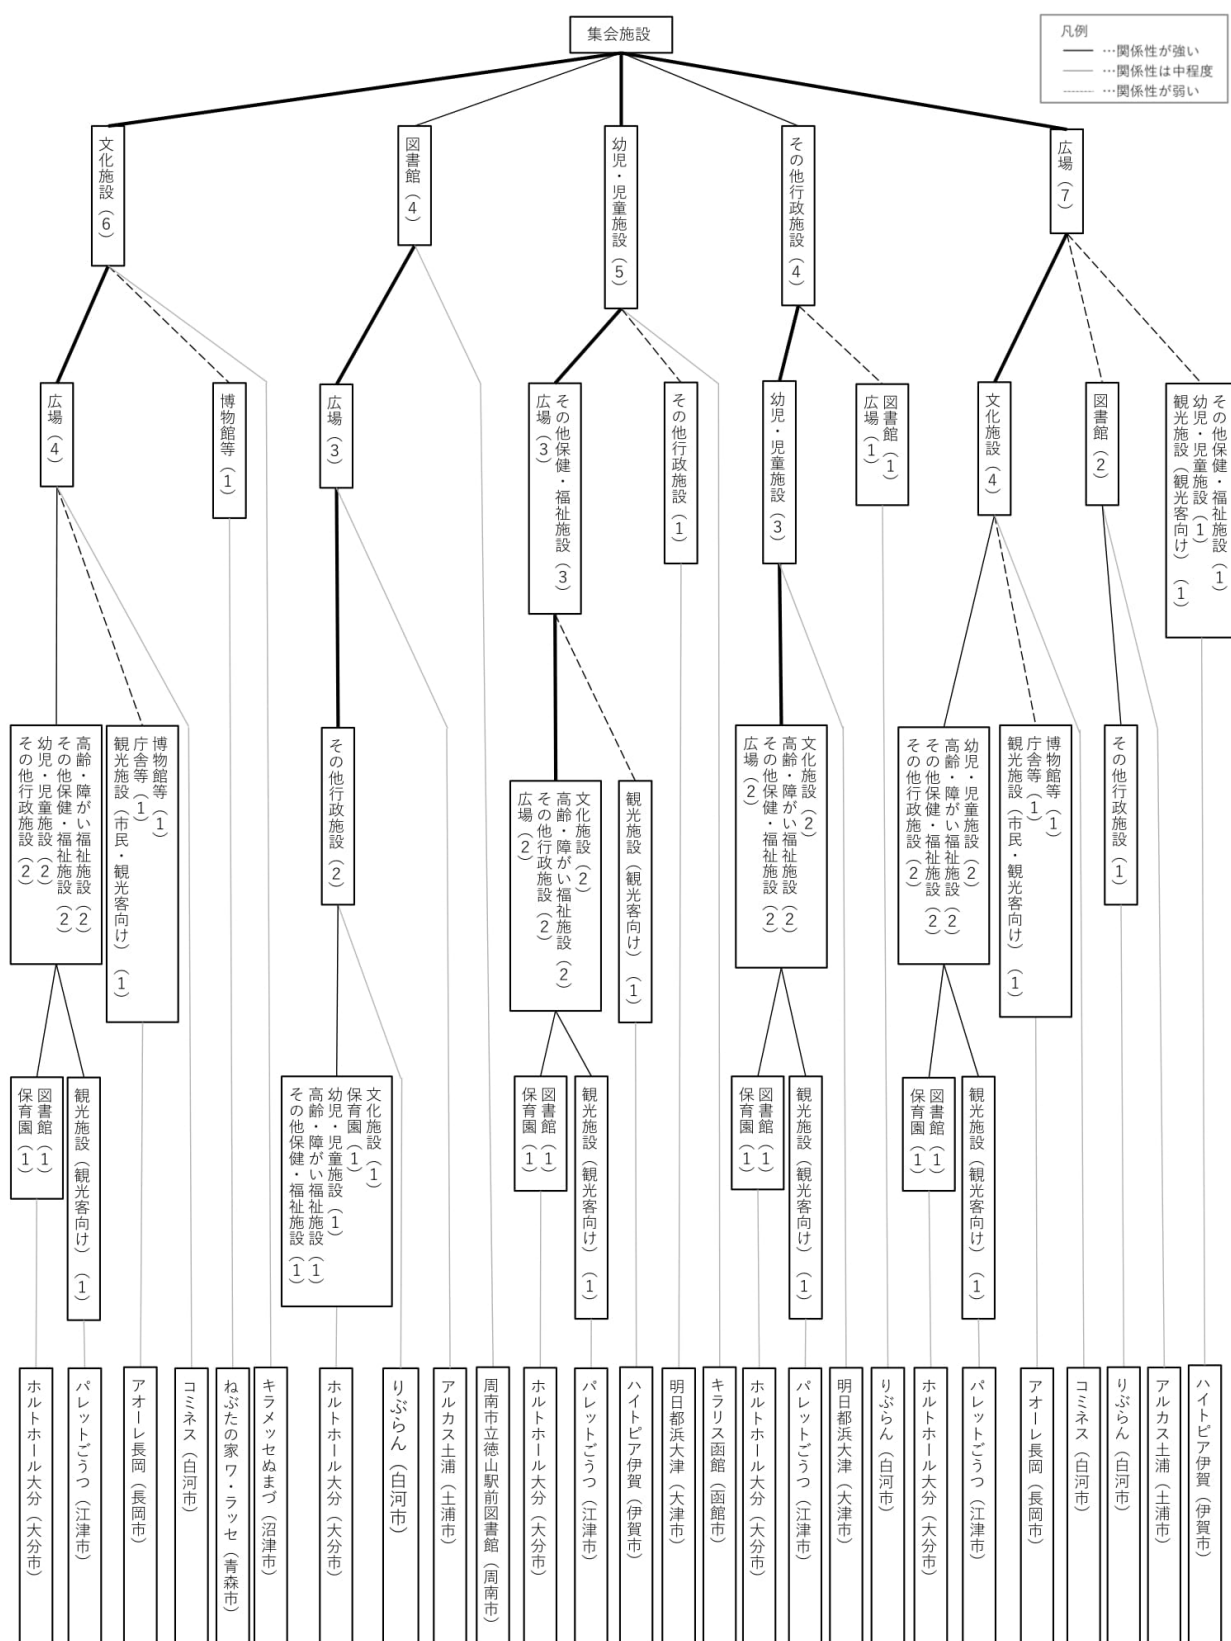 集会施設
凡例
…関係性が強い
…関係性は中程度
…関係性が弱い
文化施設（6）
図書館（4）
幼児・児童施設（5）
その他行政施設（4）
広場（7）
広場（4）
博物館等（1）
広場（3）
その他保健・福祉施設（3）
広場（3）
その他行政施設（1）
幼児・児童施設（3）
図書館（1）
広場（1）
文化施設（4）
図書館（2）
その他保健・福祉施設（1）
幼児・児童施設（1）
観光施設（観光客向け）（1）
高齢・障がい福祉施設（2）
その他保健・福祉施設（2）
幼児・児童施設（2）
その他行政施設（2）
博物館等（1）
庁舎等（1）
観光施設（市民・観光客向け）（1）
その他行政施設（2）
文化施設（2）
高齢・障がい福祉施設（2）
その他行政施設（2）
広場（2）
観光施設（観光客向け）（1）
文化施設（2）
高齢・障がい福祉施設（2）
その他保健・福祉施設（2）
広場（2）
幼児・児童施設（2）
高齢・障がい福祉施設（2）
その他保健・福祉施設（2）
その他行政施設（2）
博物館等（1）
庁舎等（1）
観光施設（市民・観光客向け）（1）
その他行政施設（1）
図書館（1）
保育園（1）
観光施設（観光客向け）（1）
文化施設（1）
保育園（1）
幼児・児童施設（1）
高齢・障がい福祉施設（1）
その他保健・福祉施設（1）
図書館（1）
保育園（1）
観光施設（観光客向け）（1）
図書館（1）
保育園（1）
観光施設（観光客向け）（1）
図書館（1）
保育園（1）
観光施設（観光客向け）（1）
ホルトホール大分（大分市）
パレットごうつ（江津市）
アオーレ長岡（長岡市）
コミネス（白河市）
ねぶたの家 ワ・ラッセ（青森市）
キラメッセぬまづ（沼津市）
ホルトホール大分（大分市）
りぶらん（白河市）
アルカス土浦（土浦市）
周南市立徳山駅前図書館（周南市）
ホルトホール大分（大分市）
パレットごうつ（江津市）
ハイトピア伊賀（伊賀市）
明日都浜大津（大津市）
キラリス函館（函館市）
ホルトホール大分（大分市）
パレットごうつ（江津市）
明日都浜大津（大津市）
りぶらん（白河市）
ホルトホール大分（大分市）
パレットごうつ（江津市）
アオーレ長岡（長岡市）
コミネス（白河市）
りぶらん（白河市）
アルカス土浦（土浦市）
ハイトピア伊賀（伊賀市）